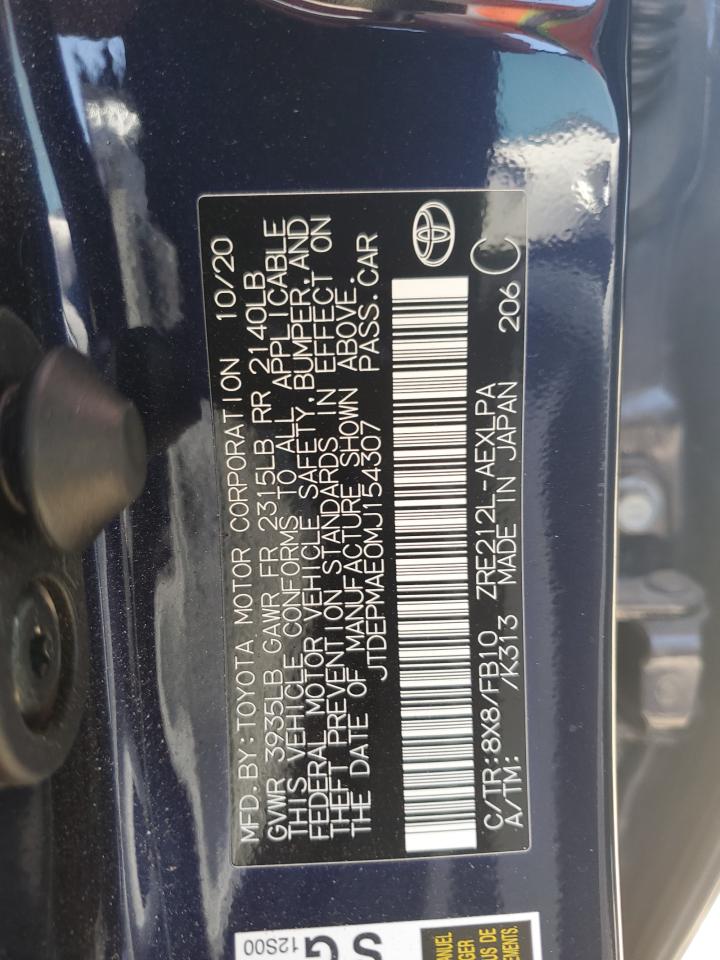 MFD.BY:TOYOTA MOTOR CORPORATION 10/20
GVWR 3935LB GAWR FR 2315LB RR 2140LB
THIS VEHICLE CONFORMS TO ALL APPLICABLE
FEDERAL MOTOR VEHICLE SAFETY,BUMPER,AND
THEFT PREVENTION STANDARDS IN EFFECT ON
THE DATE OF MANUFACTURE SHOWN ABOVE.
JTDEPMAE0MJ154307 PASS.CAR
C/TR:8X8/FB10 ZRE212L-AEXLPA 206 C
A/TM: /K313 MADE IN JAPAN
12S00